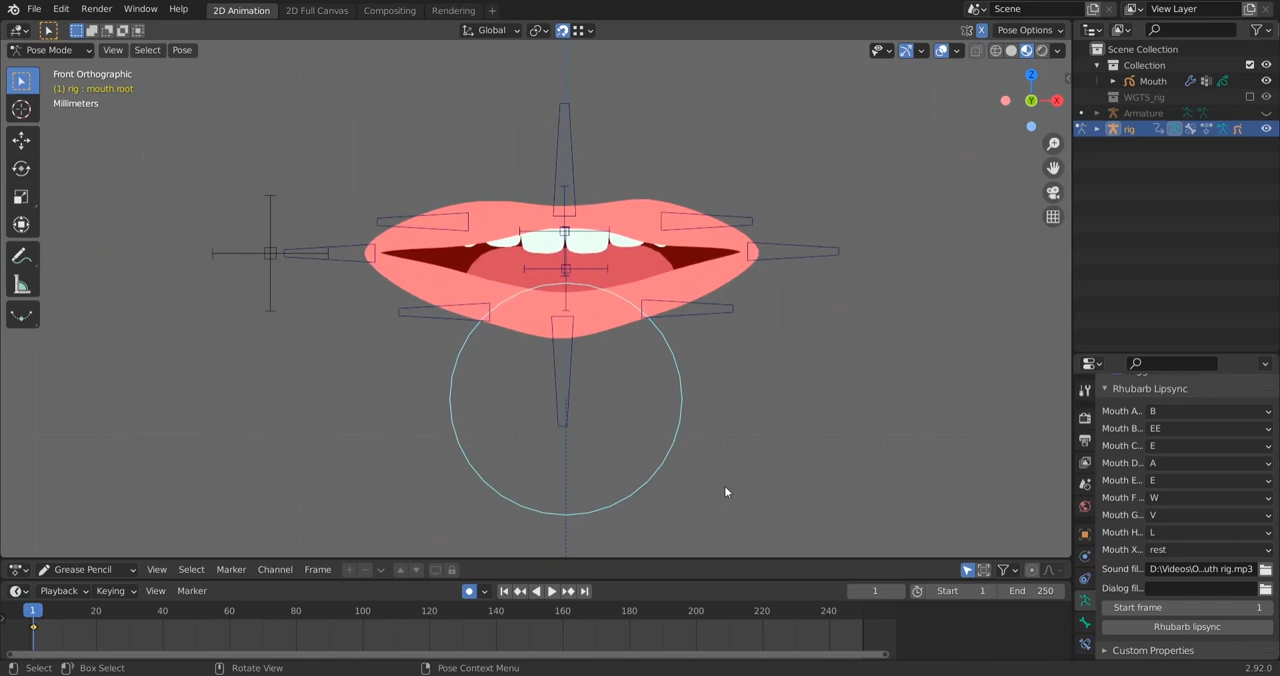 File Edit Render Window Help 2D Animation 2D Full Canvas Compositing Rendering + Scene View Layer
Global Pose Options
Pose Mode View Select Pose
Front Orthographic
(1) rig : mouth.root
Millimeters
Z
Y
X
Scene Collection
Collection
Mouth
WGTS_rig
Armature
rig
Rhubarb Lipsync
Mouth A... B
Mouth B... EE
Mouth C... E
Mouth D... A
Mouth E... E
Mouth F ... W
Mouth G... V
Mouth H... L
Mouth X... rest
Sound fil... D:\Videos\O...uth rig.mp3
Dialog fil...
Start frame 1
Rhubarb lipsync
Custom Properties
Grease Pencil View Select Marker Channel Frame
Playback Keying View Marker 1 Start 1 End 250
1 20 40 60 80 100 120 140 160 180 200 220 240
Select Box Select Rotate View Pose Context Menu 2.92.0